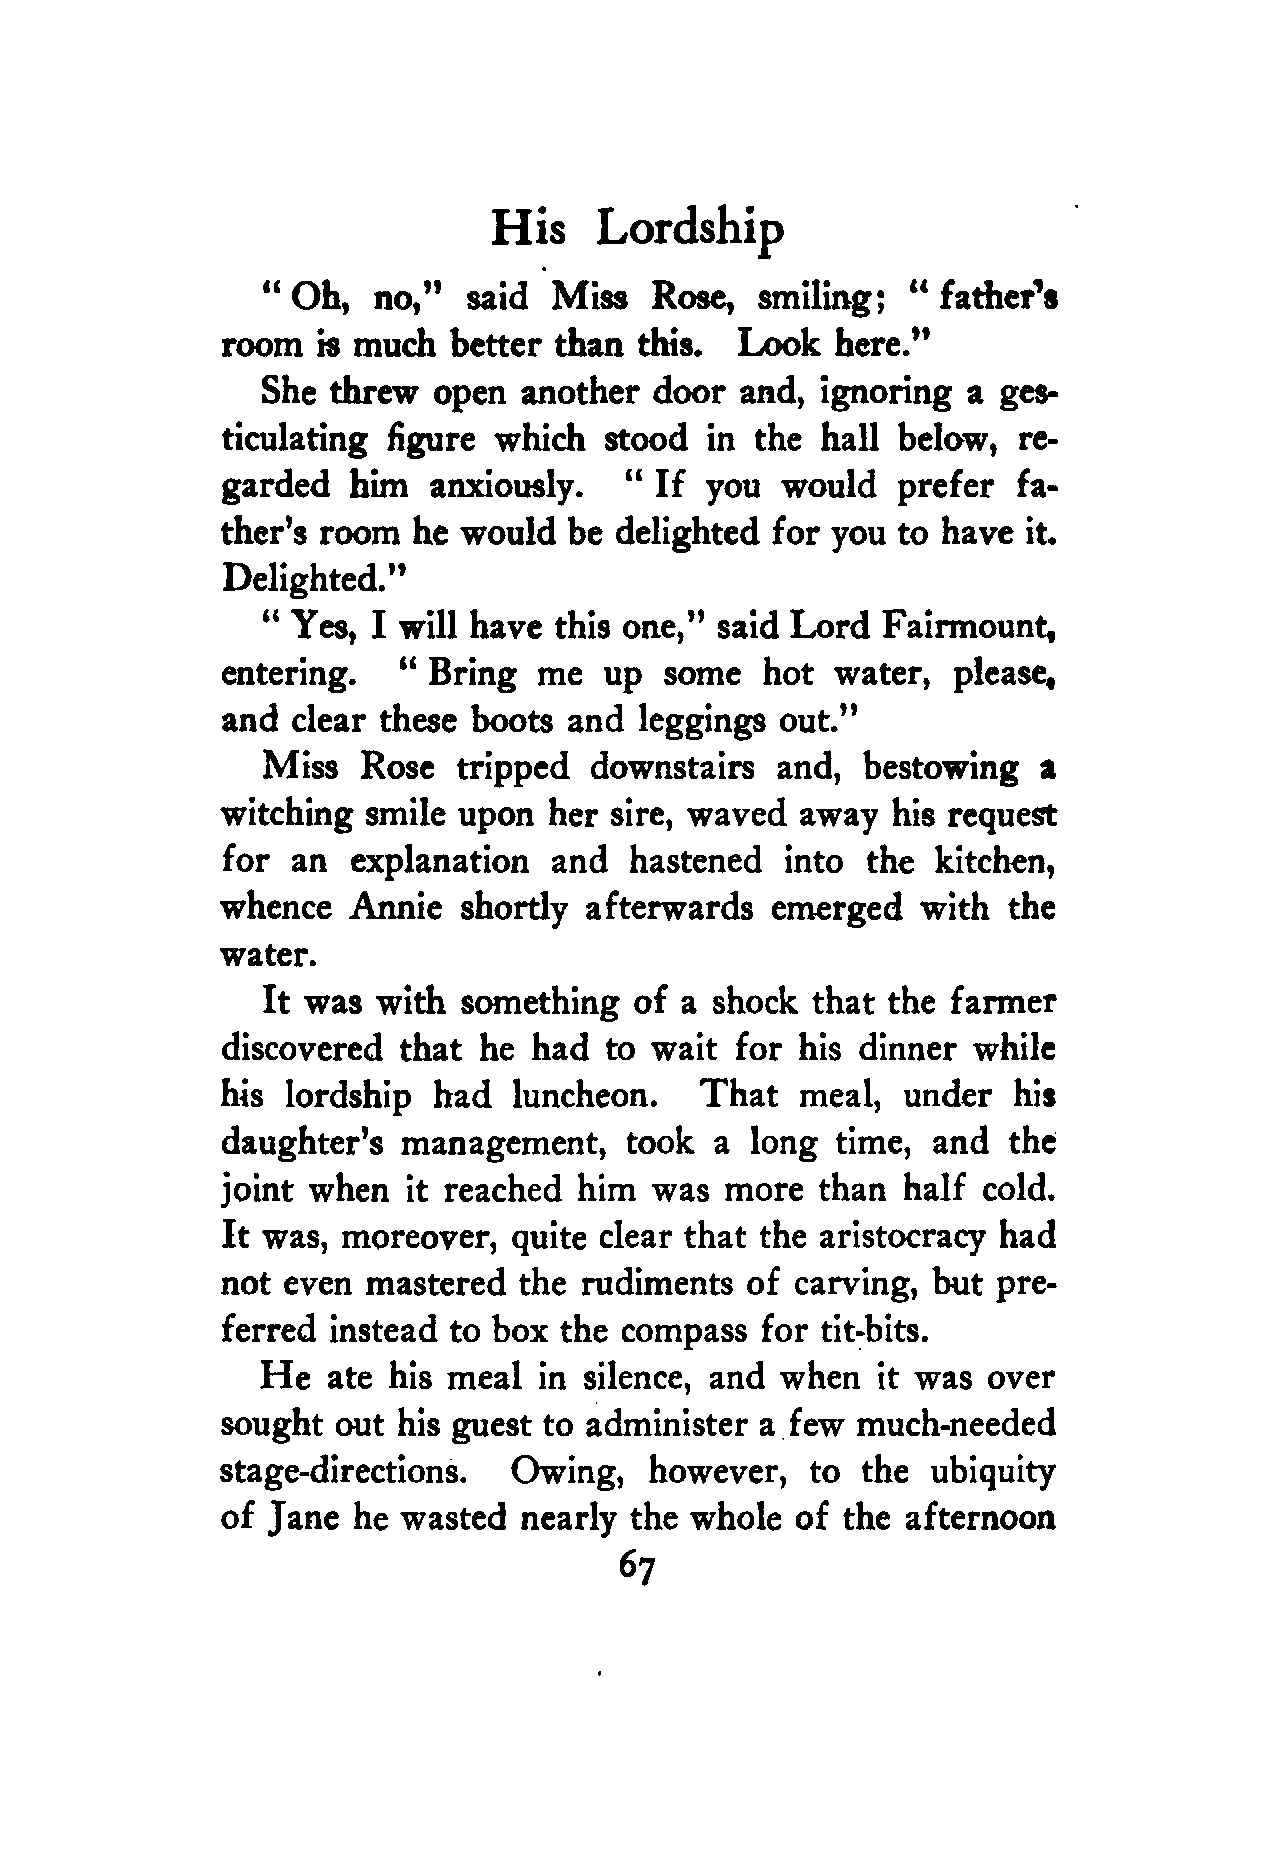 His Lordship
" Oh, no," said Miss Rose, smiling; " father's
room is much better than this. Look here."
She threw open another door and, ignoring a ges-
ticulating figure which stood in the hall below, re-
garded him anxiously. " If you would prefer fa-
ther's room he would be delighted for you to have it.
Delighted."
" Yes, I will have this one," said Lord Fairmount,
entering. " Bring me up some hot water, please,
and clear these boots and leggings out."
Miss Rose tripped downstairs and, bestowing a
witching smile upon her sire, waved away his request
for an explanation and hastened into the kitchen,
whence Annie shortly afterwards emerged with the
water.
It was with something of a shock that the farmer
discovered that he had to wait for his dinner while
his lordship had luncheon. That meal, under his
daughter's management, took a long time, and the
joint when it reached him was more than half cold.
It was, moreover, quite clear that the aristocracy had
not even mastered the rudiments of carving, but pre-
ferred instead to box the compass for tit-bits.
He ate his meal in silence, and when it was over
sought out his guest to administer a few much-needed
stage-directions. Owing, however, to the ubiquity
of Jane he wasted nearly the whole of the afternoon
67